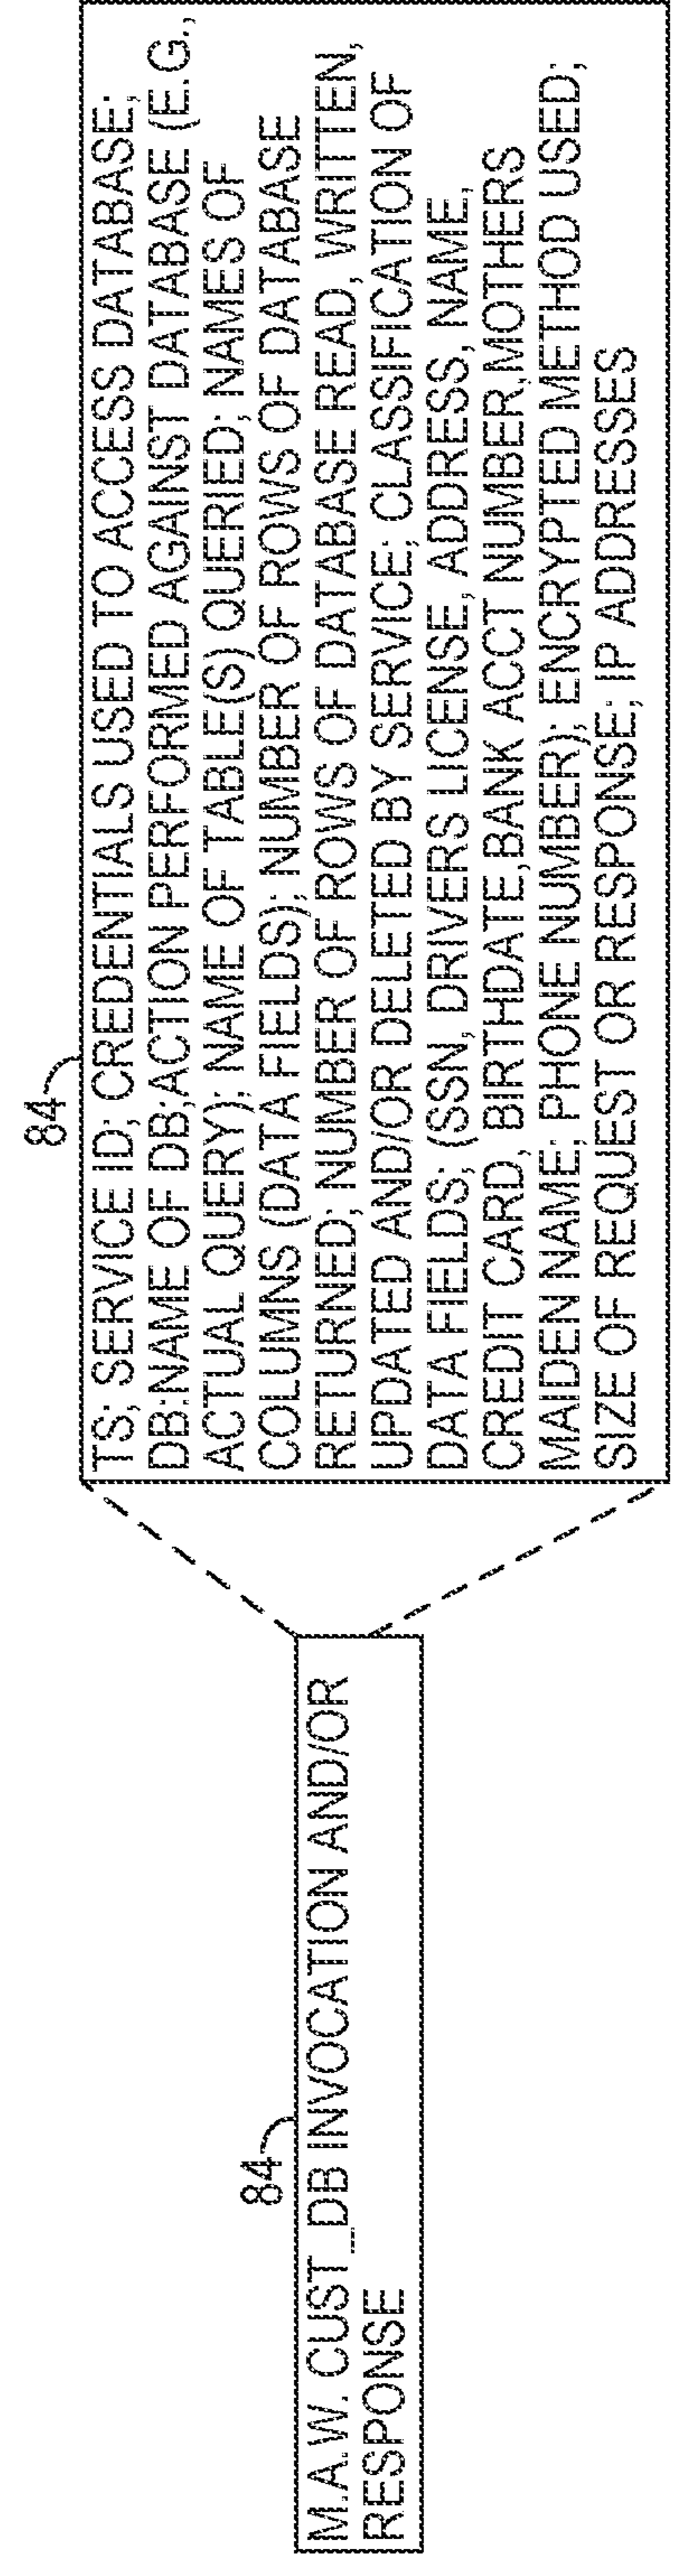 84
M.A.W. CUST_DB INVOCATION AND/OR
RESPONSE
84
TS; SERVICE ID; CREDENTIALS USED TO ACCESS DATABASE;
DB:NAME OF DB;ACTION PERFORMED AGAINST DATABASE (E.G.,
ACTUAL QUERY); NAME OF TABLE(S) QUERIED; NAMES OF
COLUMNS (DATA FIELDS); NUMBER OF ROWS OF DATABASE
RETURNED; NUMBER OF ROWS OF DATABASE READ, WRITTEN,
UPDATED AND/OR DELETED BY SERVICE; CLASSIFICATION OF
DATA FIELDS; (SSN, DRIVERS LICENSE, ADDRESS, NAME,
CREDIT CARD, BIRTHDATE,BANK ACCT NUMBER,MOTHERS
MAIDEN NAME; PHONE NUMBER); ENCRYPTED METHOD USED;
SIZE OF REQUEST OR RESPONSE; IP ADDRESSES